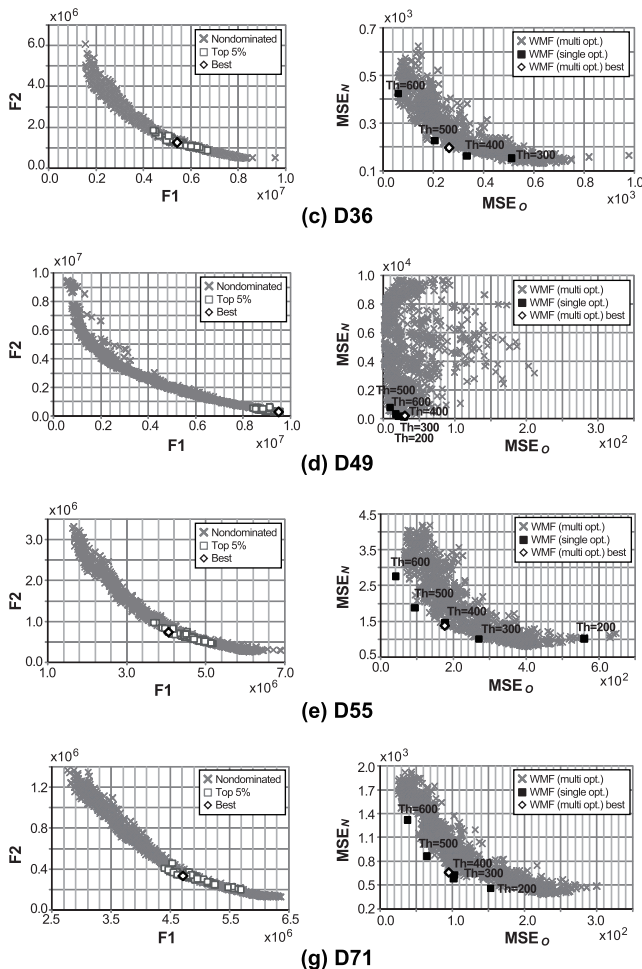 x10^6
6.0
4.0
2.0
0.0
F2
0.0 0.2 0.4 0.6 0.8 1.0
F1
x10^7
Nondominated
Top 5%
Best
x10^3
0.7
0.5
0.3
0.1
MSE_N
0.0 0.2 0.4 0.6 0.8 1.0
MSE_O
x10^3
WMF (multi opt.)
WMF (single opt.)
WMF (multi opt.) best
Th=600
Th=500
Th=400
Th=300
(c) D36
x10^7
1.0
0.8
0.6
0.4
0.2
0.0
F2
0.0 0.2 0.4 0.6 0.8 1.0
F1
x10^7
Nondominated
Top 5%
Best
x10^4
1.0
0.8
0.6
0.4
0.2
0.0
MSE_N
0.0 1.0 2.0 3.0
MSE_O
x10^2
WMF (multi opt.)
WMF (single opt.)
WMF (multi opt.) best
Th=500
Th=600
Th=400
Th=300
Th=200
(d) D49
x10^6
3.0
2.0
1.0
0.0
F2
1.0 3.0 5.0 7.0
F1
x10^6
Nondominated
Top 5%
Best
4.5
3.5
2.5
1.5
0.5
MSE_N
0.0 2.0 4.0 6.0
MSE_O
x10^2
WMF (multi opt.)
WMF (single opt.)
WMF (multi opt.) best
Th=600
Th=500
Th=400
Th=300
Th=200
(e) D55
x10^6
1.2
0.8
0.4
0.0
F2
2.5 3.5 4.5 5.5 6.5
F1
x10^6
Nondominated
Top 5%
Best
x10^3
2.0
1.7
1.4
1.1
0.8
0.5
0.2
MSE_N
0.0 1.0 2.0 3.0
MSE_O
x10^2
WMF (multi opt.)
WMF (single opt.)
WMF (multi opt.) best
Th=600
Th=500
Th=400
Th=300
Th=200
(g) D71